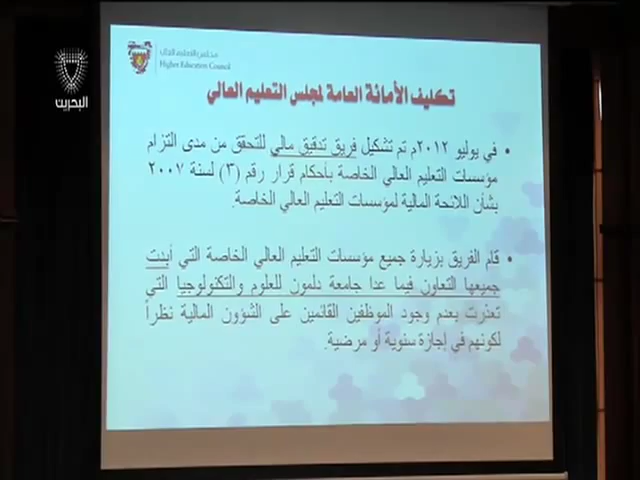 البحرين
مجلس التعليم العالي
Higher Education Council
تكليف الأمانة العامة لمجلس التعليم العالي
• في يوليو ٢٠١٢م تم تشكيل فريق تدقيق مالي للتحقق من مدى التزام
مؤسسات التعليم العالي الخاصة بأحكام قرار رقم (٣) لسنة ٢٠٠٧
بشأن اللائحة المالية لمؤسسات التعليم العالي الخاصة.
• قام الفريق بزيارة جميع مؤسسات التعليم العالي الخاصة التي أبدت
جميعها التعاون فيما عدا جامعة دلمون للعلوم والتكنولوجيا التي
تعذرت بعدم وجود الموظفين القائمين على الشؤون المالية نظراً
لكونهم في إجازة سنوية أو مرضية.